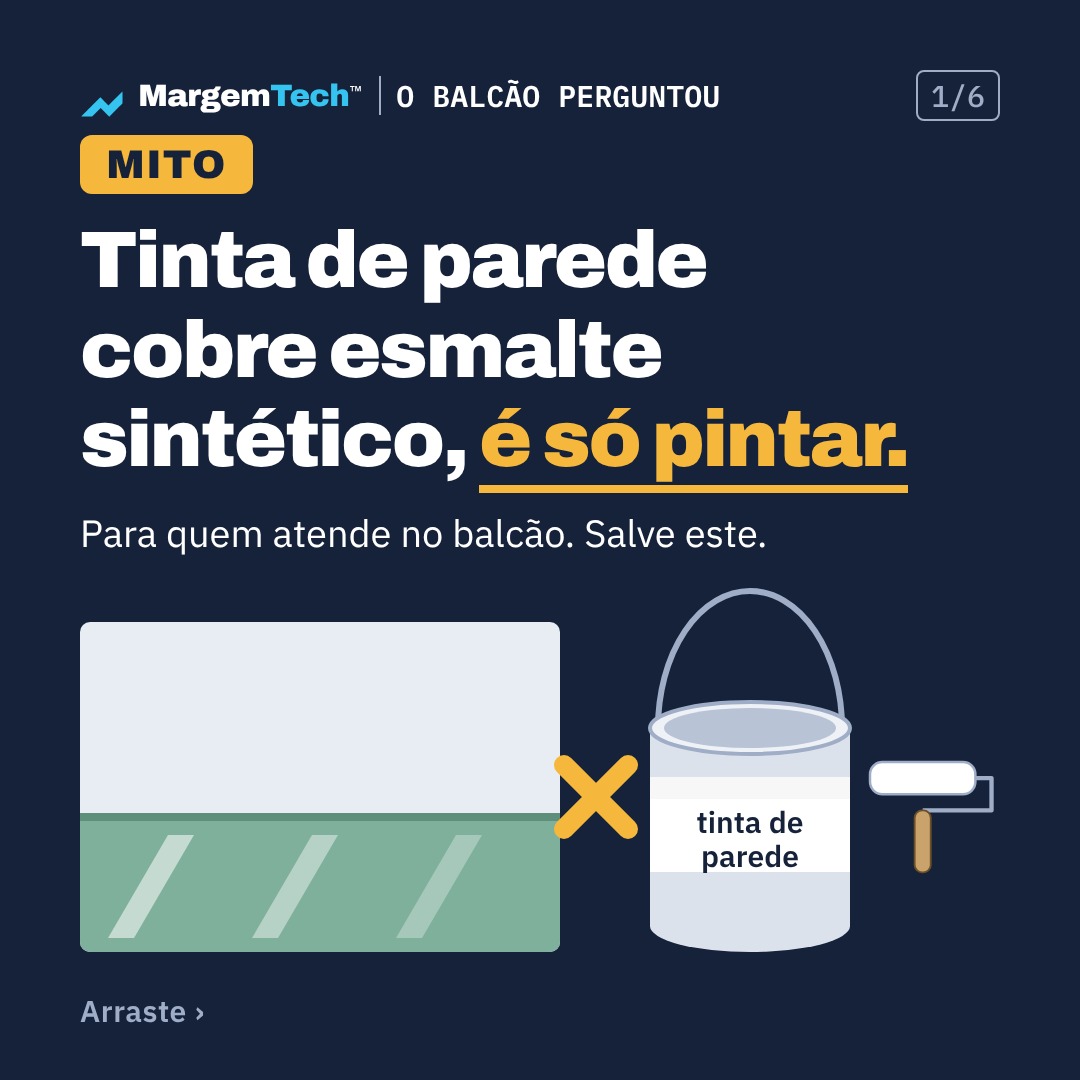 MargemTech™ | O BALCÃO PERGUNTOU 1/6
MITO
Tinta de parede
cobre esmalte
sintético, é só pintar.
Para quem atende no balcão. Salve este.
tinta de
parede
Arraste ›